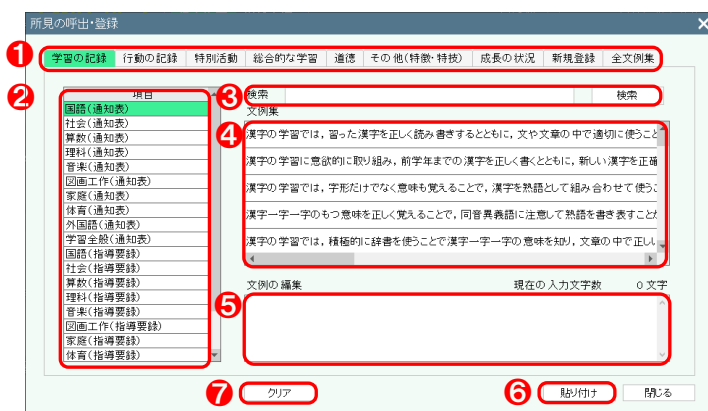 所見の呼出・登録
❶
学習の記録 行動の記録 特別活動 総合的な学習 道徳 その他(特徴・特技) 成長の状況 新規登録 全文例集
❷
項目
国語(通知表)
社会(通知表)
算数(通知表)
理科(通知表)
音楽(通知表)
図画工作(通知表)
家庭(通知表)
体育(通知表)
外国語(通知表)
学習全般(通知表)
国語(指導要録)
社会(指導要録)
算数(指導要録)
理科(指導要録)
音楽(指導要録)
図画工作(指導要録)
家庭(指導要録)
体育(指導要録)
❸
検索 検索
文例集
❹
漢字の学習では，習った漢字を正しく読み書きするとともに，文や文章の中で適切に使うこと
漢字の学習に意欲的に取り組み，前学年までの漢字を正しく書くとともに，新しい漢字を正確
漢字の学習では，字形だけでなく意味も覚えることで，漢字を熟語として組み合わせて使う
漢字一字一字のもつ意味を正しく覚えることで，同音異義語に注意して熟語を書き表すこと
漢字の学習では，積極的に辞書を使うことで漢字一字一字の意味を知り，文章の中で正し
文例の編集 現在の入力文字数 0文字
❺
❼ クリア ❻ 貼り付け 閉じる